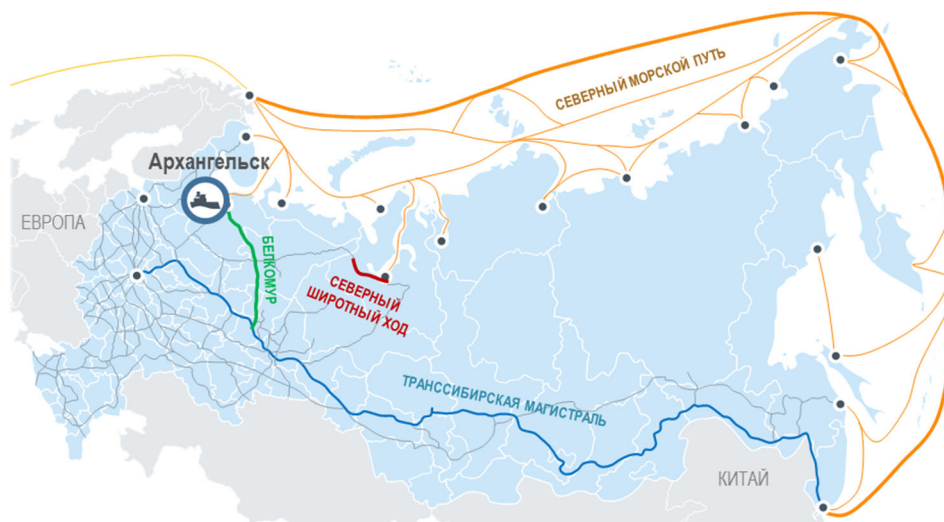 СЕВЕРНЫЙ МОРСКОЙ ПУТЬ
Архангельск
ЕВРОПА
БЕЛКОМУР
СЕВЕРНЫЙ
ШИРОТНЫЙ ХОД
ТРАНССИБИРСКАЯ МАГИСТРАЛЬ
КИТАЙ